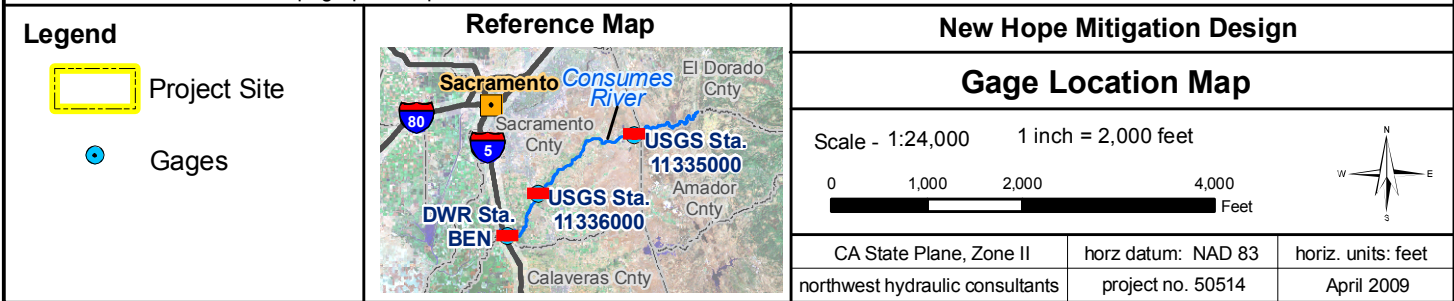 Legend
Project Site
Gages
Reference Map
Sacramento
Consumes
River
El Dorado
Cnty
80
Sacramento
Cnty
5
USGS Sta.
11335000
Amador
Cnty
USGS Sta.
11336000
DWR Sta.
BEN
Calaveras Cnty
New Hope Mitigation Design
Gage Location Map
Scale - 1:24,000 1 inch = 2,000 feet
0 1,000 2,000 4,000
Feet
N
W E
S
CA State Plane, Zone II horz datum: NAD 83 horiz. units: feet
northwest hydraulic consultants project no. 50514 April 2009